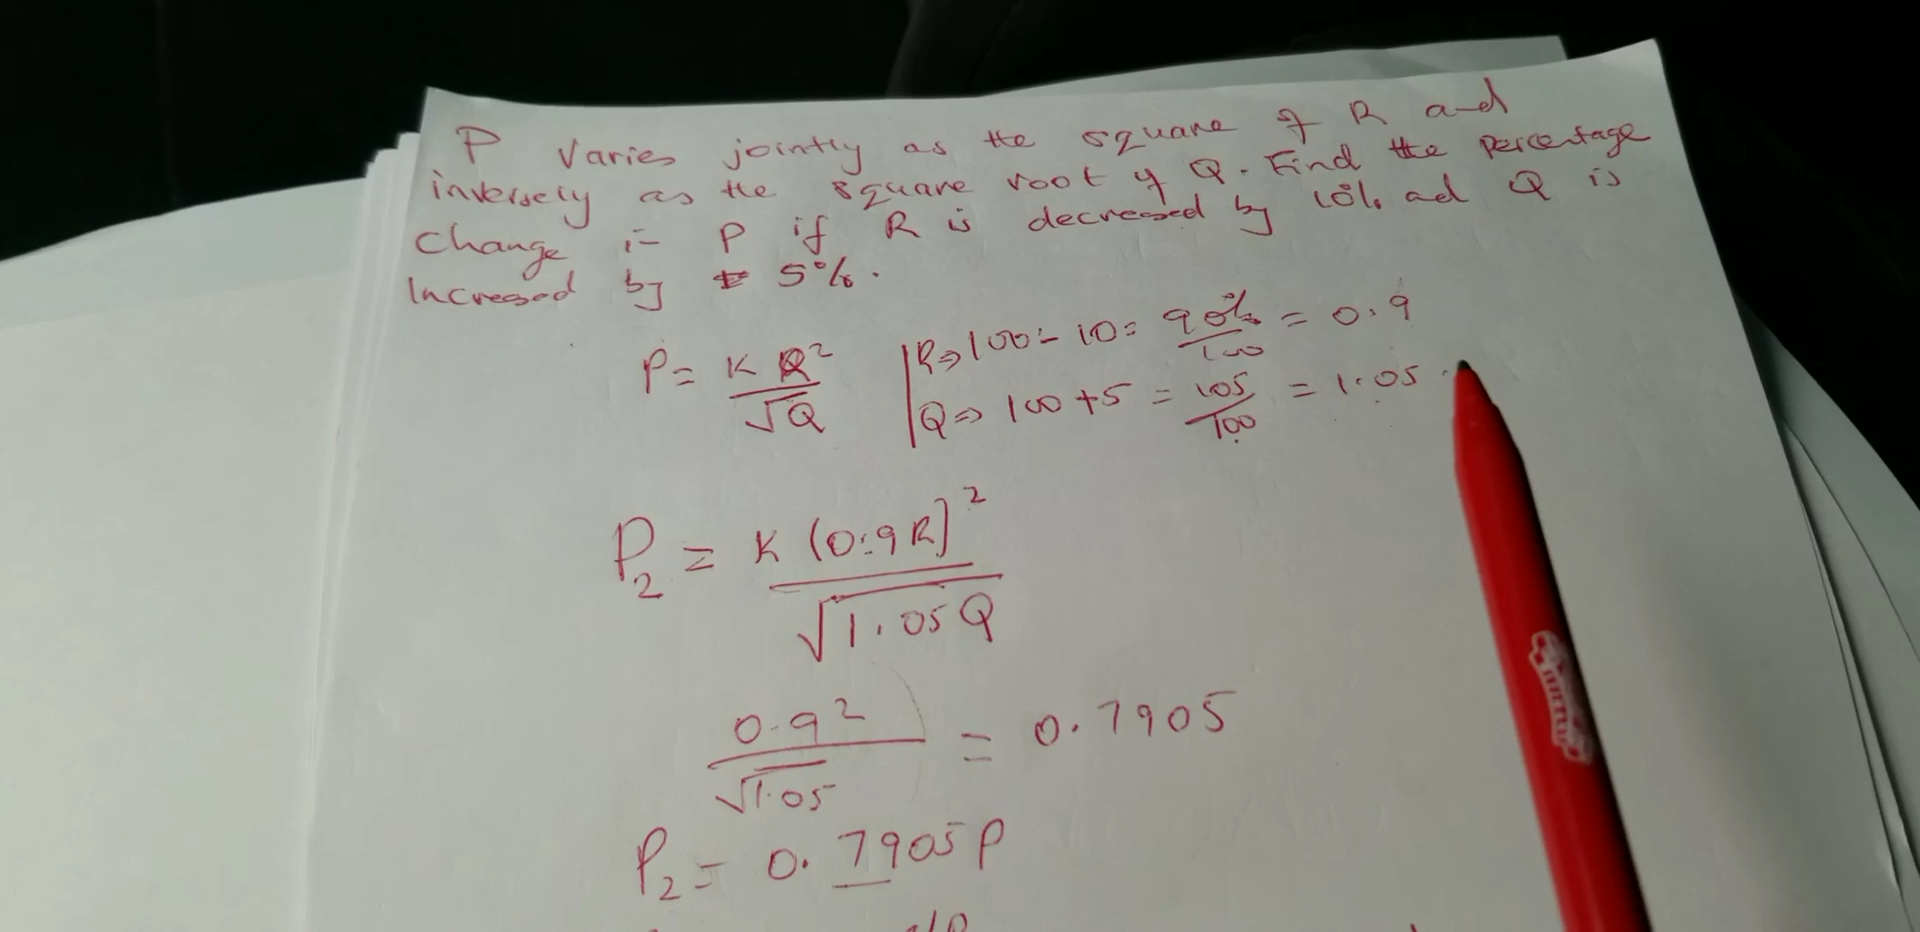 P varies jointly as the square of R and
inversely as the square root of Q. Find the percentage
change in P if R is decreased by 10% and Q is
Increased by 5%.
P = K R² / √Q
R ⇒ 100 - 10 = 90% / 100 = 0.9
Q ⇒ 100 + 5 = 105 / 100 = 1.05
P₂ = K (0.9R]² / √1.05Q
0.9² / √1.05 = 0.7905
P₂ = 0.7905P